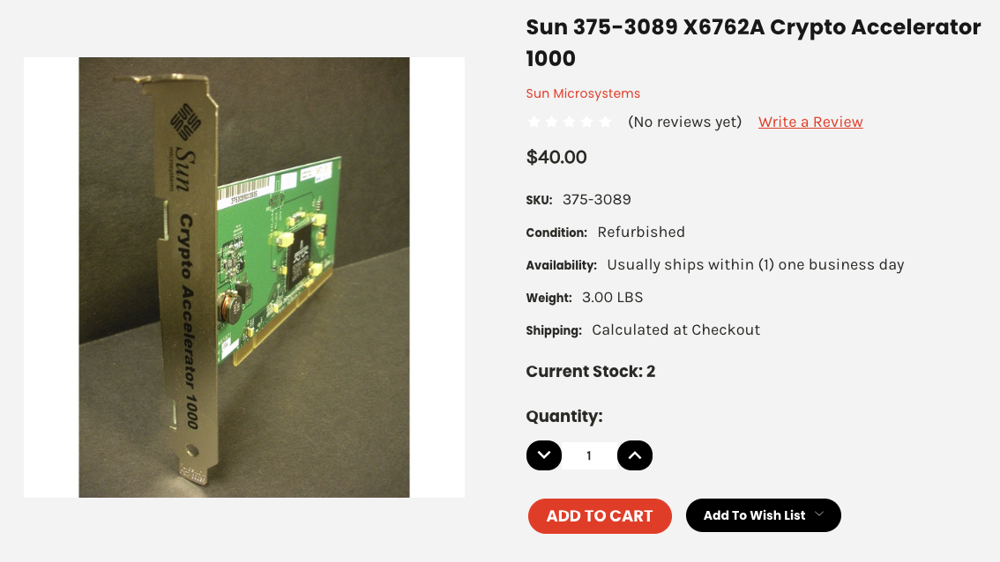 Sun 375-3089 X6762A Crypto Accelerator
1000
Sun Microsystems
(No reviews yet) Write a Review
$40.00
SKU: 375-3089
Condition: Refurbished
Availability: Usually ships within (1) one business day
Weight: 3.00 LBS
Shipping: Calculated at Checkout
Current Stock: 2
Quantity:
1
ADD TO CART
Add To Wish List
Sun
microsystems
Crypto Accelerator 1000